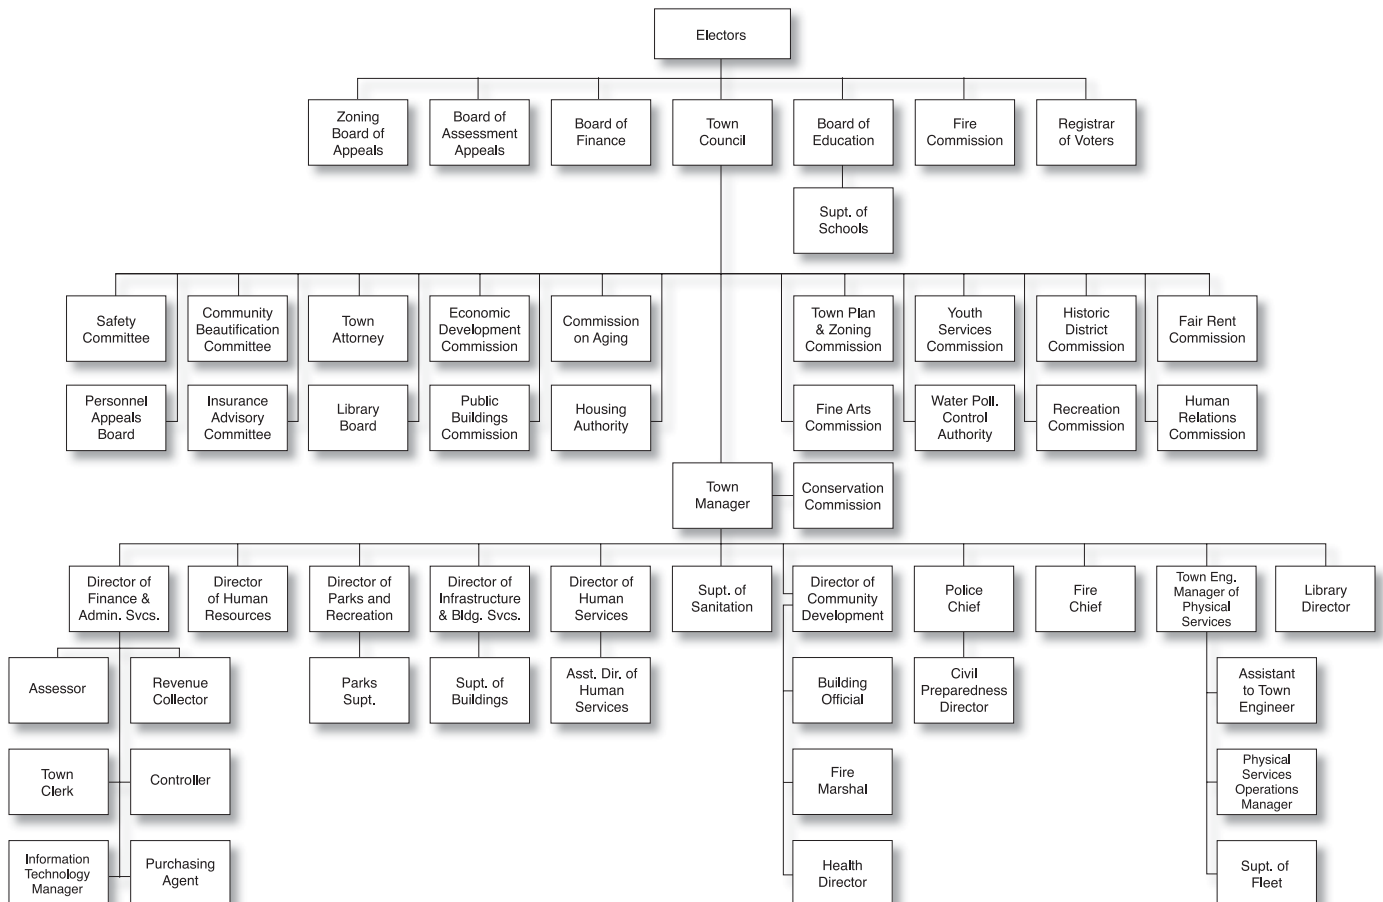 Electors
Zoning
Board of
Appeals
Board of
Assessment
Appeals
Board of
Finance
Town
Council
Board of
Education
Fire
Commission
Registrar
of Voters
Supt. of
Schools
Safety
Committee
Community
Beautification
Committee
Town
Attorney
Economic
Development
Commission
Commission
on Aging
Town Plan
& Zoning
Commission
Youth
Services
Commission
Historic
District
Commission
Fair Rent
Commission
Personnel
Appeals
Board
Insurance
Advisory
Committee
Library
Board
Public
Buildings
Commission
Housing
Authority
Fine Arts
Commission
Water Poll.
Control
Authority
Recreation
Commission
Human
Relations
Commission
Town
Manager
Conservation
Commission
Director of
Finance &
Admin. Svcs.
Director
of Human
Resources
Director of
Parks and
Recreation
Director of
Infrastructure
& Bldg. Svcs.
Director of
Human
Services
Supt. of
Sanitation
Director of
Community
Development
Police
Chief
Fire
Chief
Town Eng.
Manager of
Physical
Services
Library
Director
Assessor
Revenue
Collector
Parks
Supt.
Supt. of
Buildings
Asst. Dir. of
Human
Services
Building
Official
Civil
Preparedness
Director
Assistant
to Town
Engineer
Town
Clerk
Controller
Fire
Marshal
Physical
Services
Operations
Manager
Information
Technology
Manager
Purchasing
Agent
Health
Director
Supt. of
Fleet